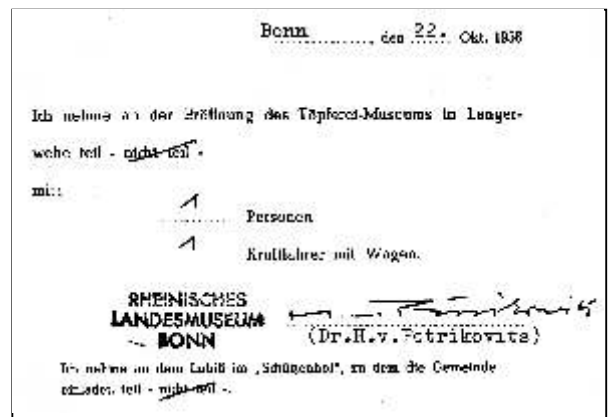 Bonn, den 22. Okt. 1956
Ich nehme an der Eröffnung des Töpferei-Museums in Langer-
wehe teil - nicht teil -
mit:
1 Personen
1 Kraftfahrer mit Wagen.
RHEINISCHES
LANDESMUSEUM
BONN
(Dr.H.v.Petrikovits)
Ich nehme an dem Imbiß im „Schützenhof", zu dem die Gemeinde
einladet, teil - nicht teil -.